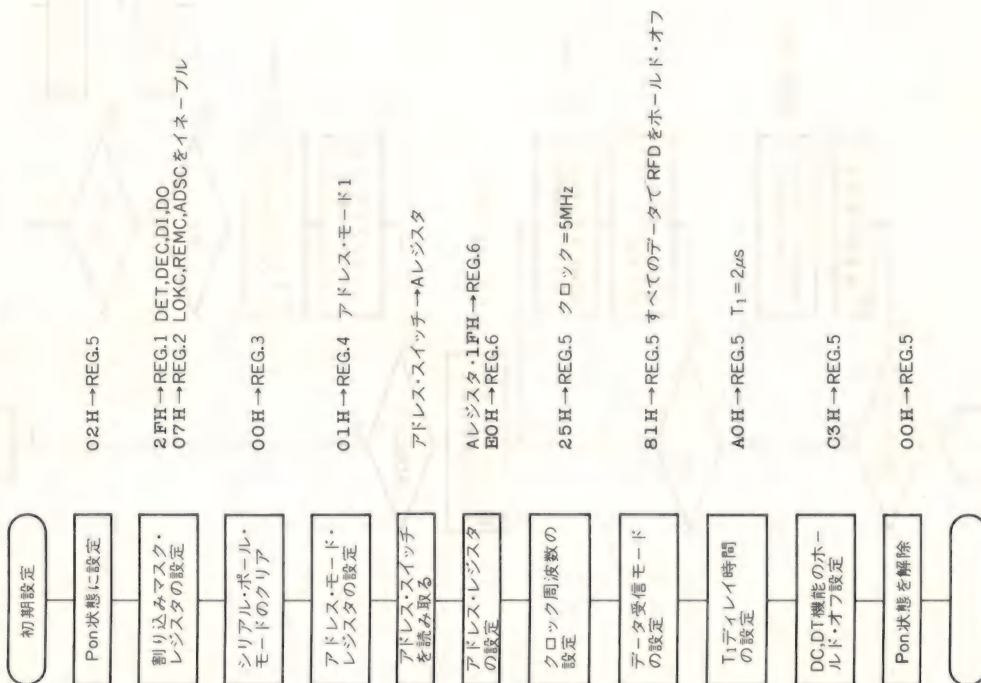 初期設定
Pon状態に設定
02H→REG.5
割り込みマスク・
レジスタの設定
2FH→REG.1 DET,DEC,DI,DO
07H→REG.2 LOKC,REMC,ADSCをイネーブル
シリアル・ポール・
モードのクリア
00H→REG.3
アドレス・モード・
レジスタの設定
01H→REG.4 アドレス・モード1
アドレス・スイッチ
を読み取る
アドレス・スイッチ→Aレジスタ
アドレス・レジスタ
の設定
Aレジスタ・1FH→REG.6
E0H→REG.6
クロック周波数の
設定
25H→REG.5 クロック=5MHz
データ受信モード
の設定
81H→REG.5 すべてのデータでRFDをホールド・オフ
T₁ディレイ時間
の設定
A0H→REG.5 T₁=2μs
DC,DT機能のホー
ルド・オフ設定
C3H→REG.5
Pon状態を解除
00H→REG.5